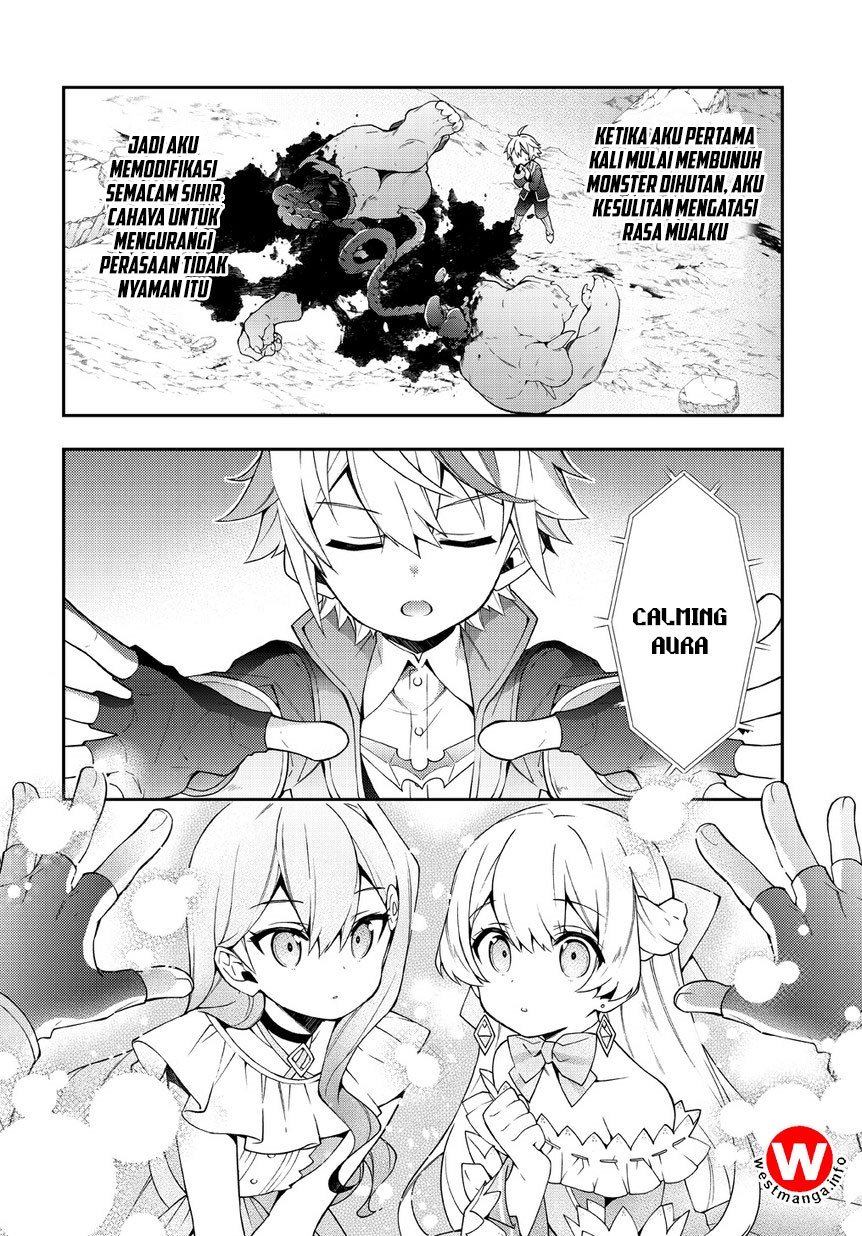 KETIKA AKU PERTAMA
KALI MULAI MEMBUNUH
MONSTER DIHUTAN, AKU
KESULITAN MENGATASI
RASA MUALKU
JADI AKU
MEMODIFIKASI
SEMACAM SIHIR
CAHAYA UNTUK
MENGURANGI
PERASAAN TIDAK
NYAMAN ITU
CALMING
AURA
W
westmanga.info